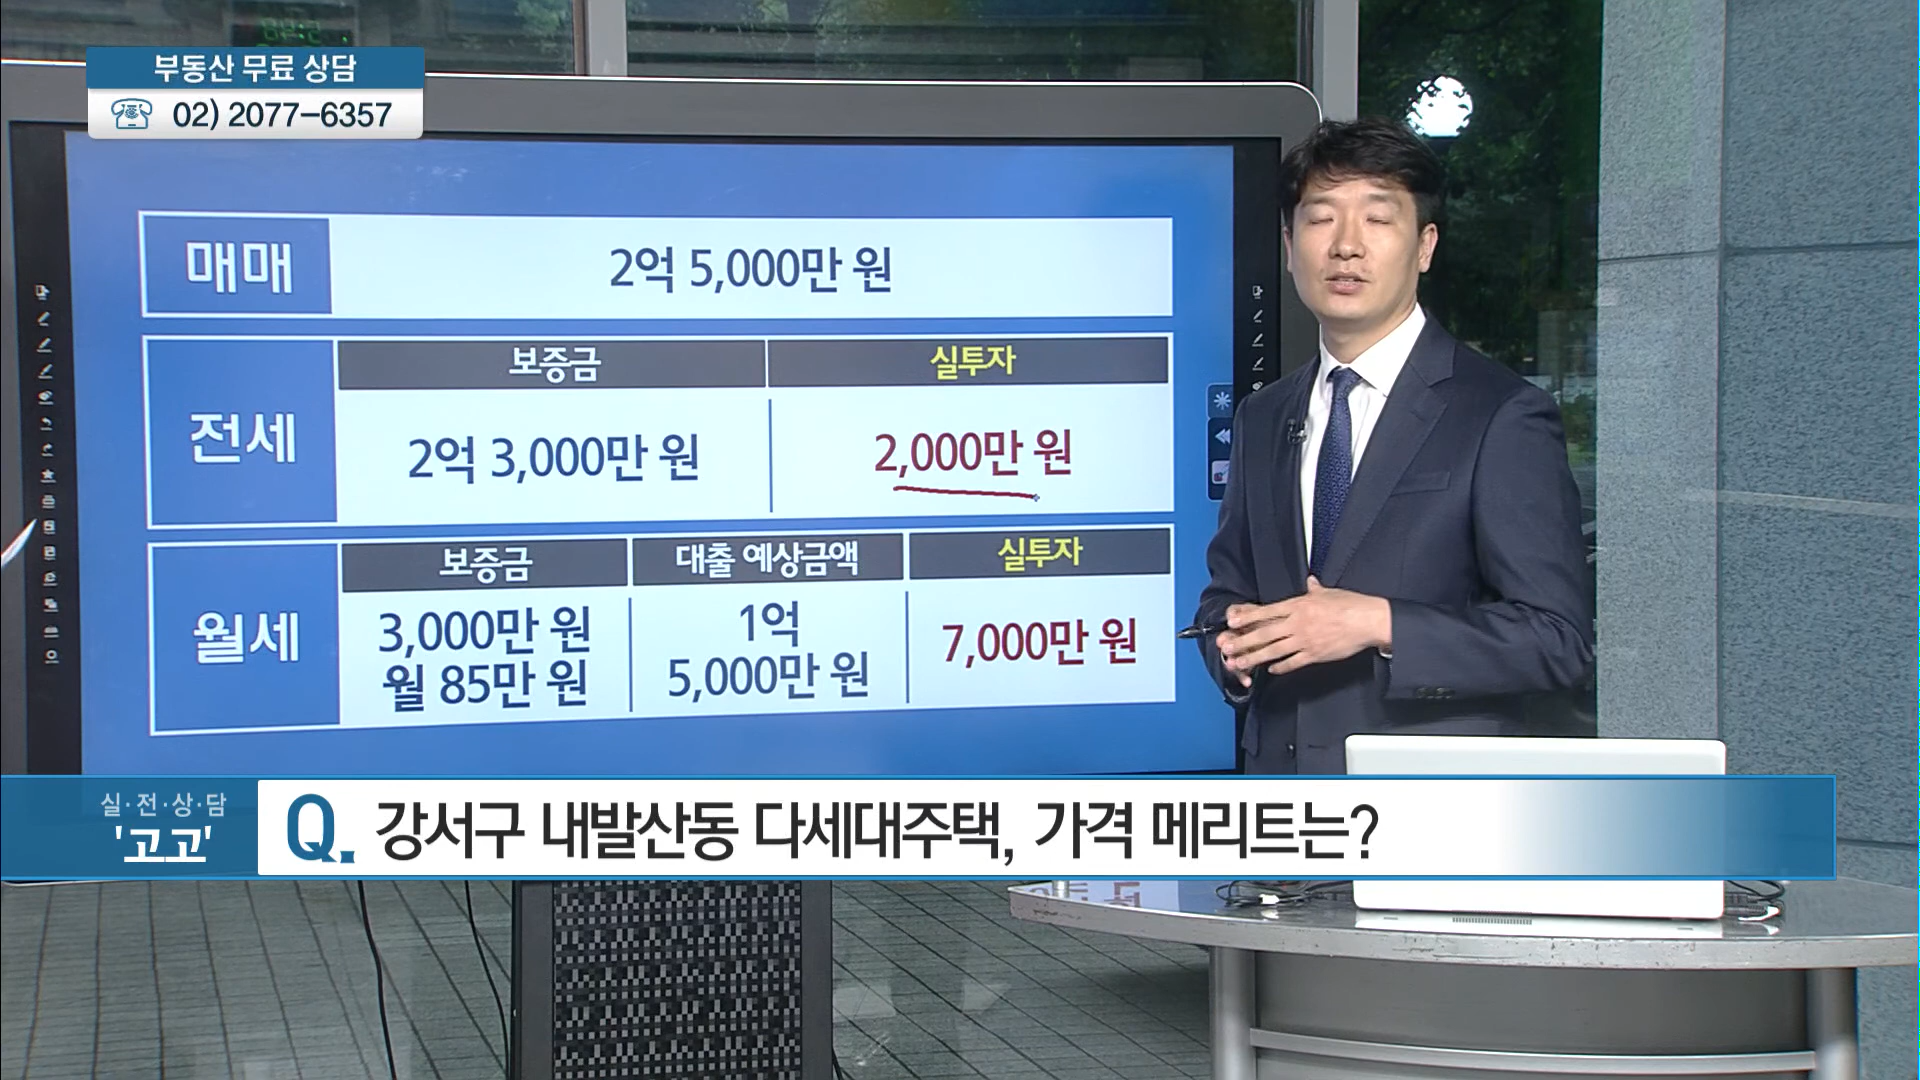 부동산 무료 상담
02) 2077-6357
매매
2억 5,000만 원
전세
보증금
실투자
2억 3,000만 원
2,000만 원
월세
보증금
대출 예상금액
실투자
3,000만 원
월 85만 원
1억
5,000만 원
7,000만 원
실·전·상·담
'고고'
Q. 강서구 내발산동 다세대주택, 가격 메리트는?